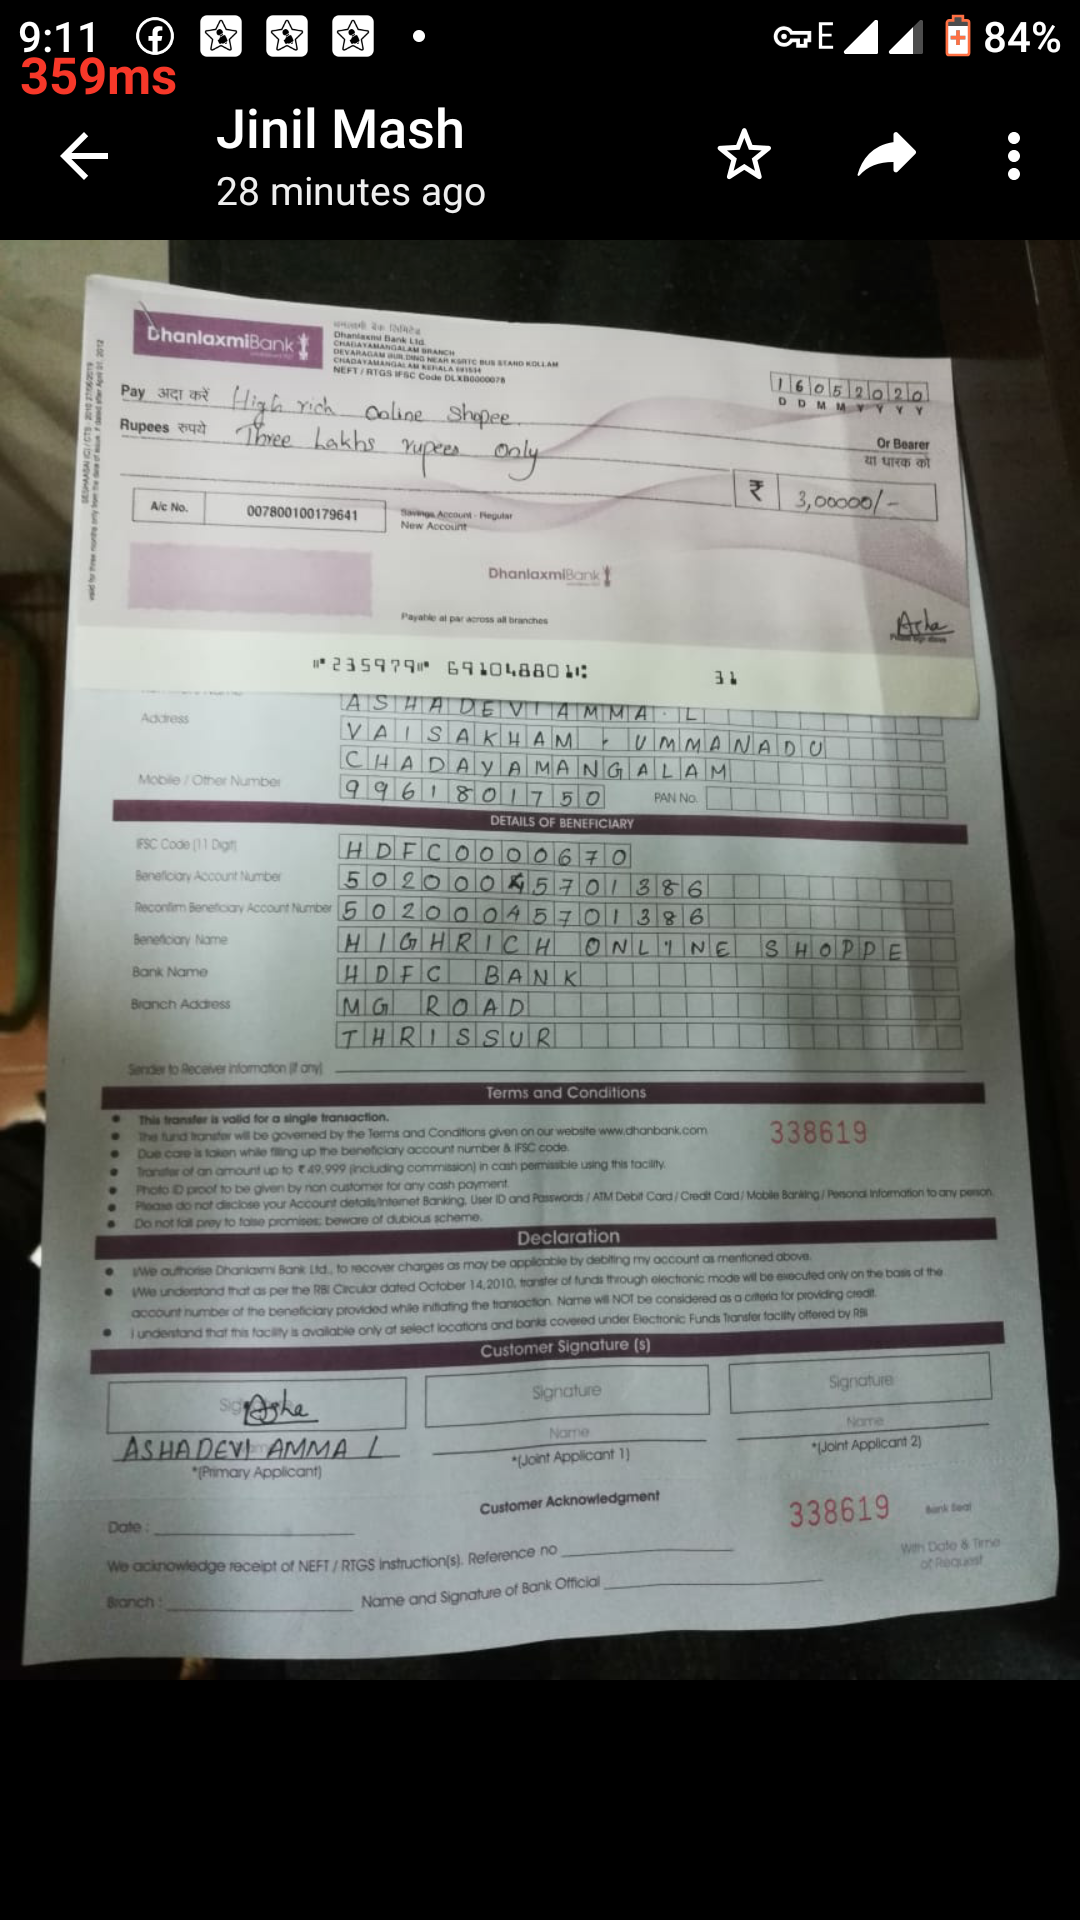 9:11 E 84%
359ms
Jinil Mash
28 minutes ago
DhanlaxmiBank
Dhanlaxmi Bank Ltd.
CHADAYAMANGALAM BRANCH
DEVARAGAM BUILDING NEAR KSRTC BUS STAND KOLLAM
CHADAYAMANGALAM KERALA 691534
NEFT / RTGS IFSC Code DLXB0000078
16052020
D D M M Y Y Y Y
Pay अदा करें High rich Online Shopee
Or Bearer
या धारक को
Rupees रुपये Three Lakhs rupees only
₹ 3,00000/-
A/c No. 007800100179641
Savings Account - Regular
New Account
DhanlaxmiBank
Payable at par across all branches
Asha
Please sign above
⑈235979⑈ 691048801⑆ 31
ASHADEVIAMMA. L
Address VAISAKHAM, UMMANADU
CHADAYAMANGALAM
Mobile / Other Number 9961801750 PAN No.
DETAILS OF BENEFICIARY
IFSC Code (11 Digit) HDFC0000670
Beneficiary Account Number 50200045701386
Reconfirm Beneficiary Account Number 50200045701386
Beneficiary Name HIGHRICH ONLINE SHOPPE
Bank Name HDFC BANK
Branch Address MG ROAD
THRISSUR
Sender to Receiver information (if any)
Terms and Conditions
This transfer is valid for a single transaction.
The fund transfer will be governed by the Terms and Conditions given on our website www.dhanbank.com
338619
Due care is taken while filling up the beneficiary account number & IFSC code.
Transfer of an amount up to ₹ 49,999 (including commission) in cash permissible using this facility.
Photo ID proof to be given by non customer for any cash payment
Please do not disclose your Account details/Internet Banking, User ID and Passwords / ATM Debit Card / Credit Card / Mobile Banking / Personal Information to any person.
Do not fall prey to false promises; beware of dubious scheme.
Declaration
I/We authorise Dhanlaxmi Bank Ltd., to recover charges as may be applicable by debiting my account as mentioned above.
I/We understand that as per the RBI Circular dated October 14,2010, transfer of funds through electronic mode will be executed only on the basis of the
account number of the beneficiary provided while initiating the transaction. Name will NOT be considered as a criteria for providing credit.
I understand that this facility is available only at select locations and banks covered under Electronic Funds Transfer facility offered by RBI
Customer Signature (s)
Asha Signature Signature
ASHADEVI AMMA L Name Name
*(Primary Applicant) *(Joint Applicant 1) *(Joint Applicant 2)
Customer Acknowledgment
338619 Bank Seal
Date :
We acknowledge receipt of NEFT / RTGS instruction(s). Reference no
With Date & Time
of Request
Branch : Name and Signature of Bank Official